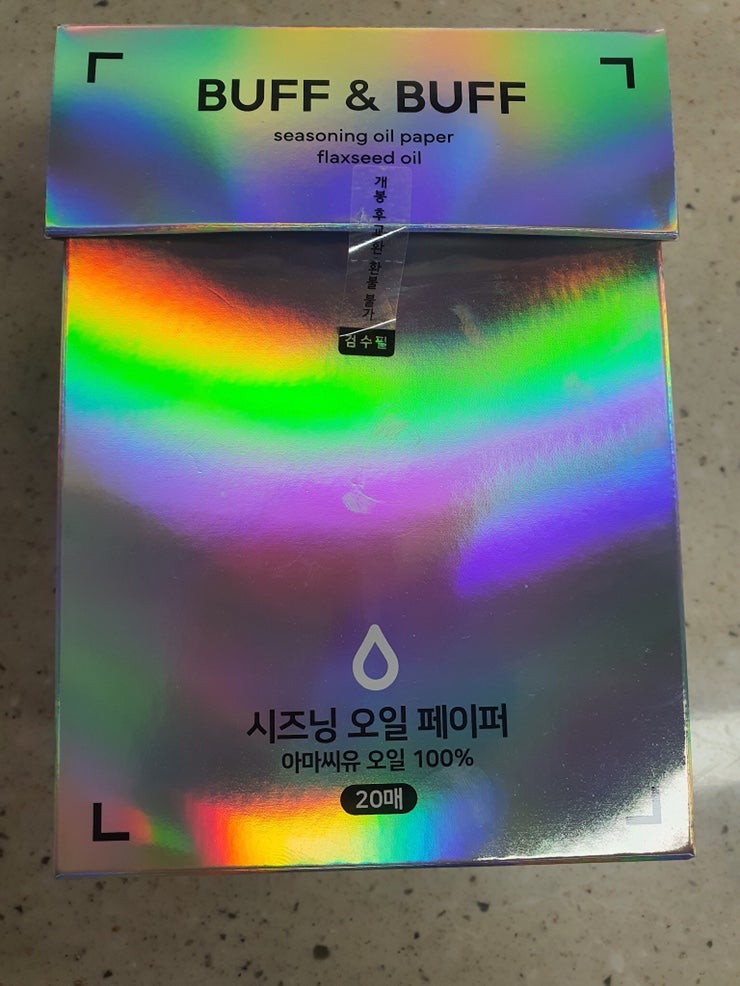 BUFF & BUFF
seasoning oil paper
flaxseed oil
개봉 후 교환 환불 불가
검수필
시즈닝 오일 페이퍼
아마씨유 오일 100%
20매